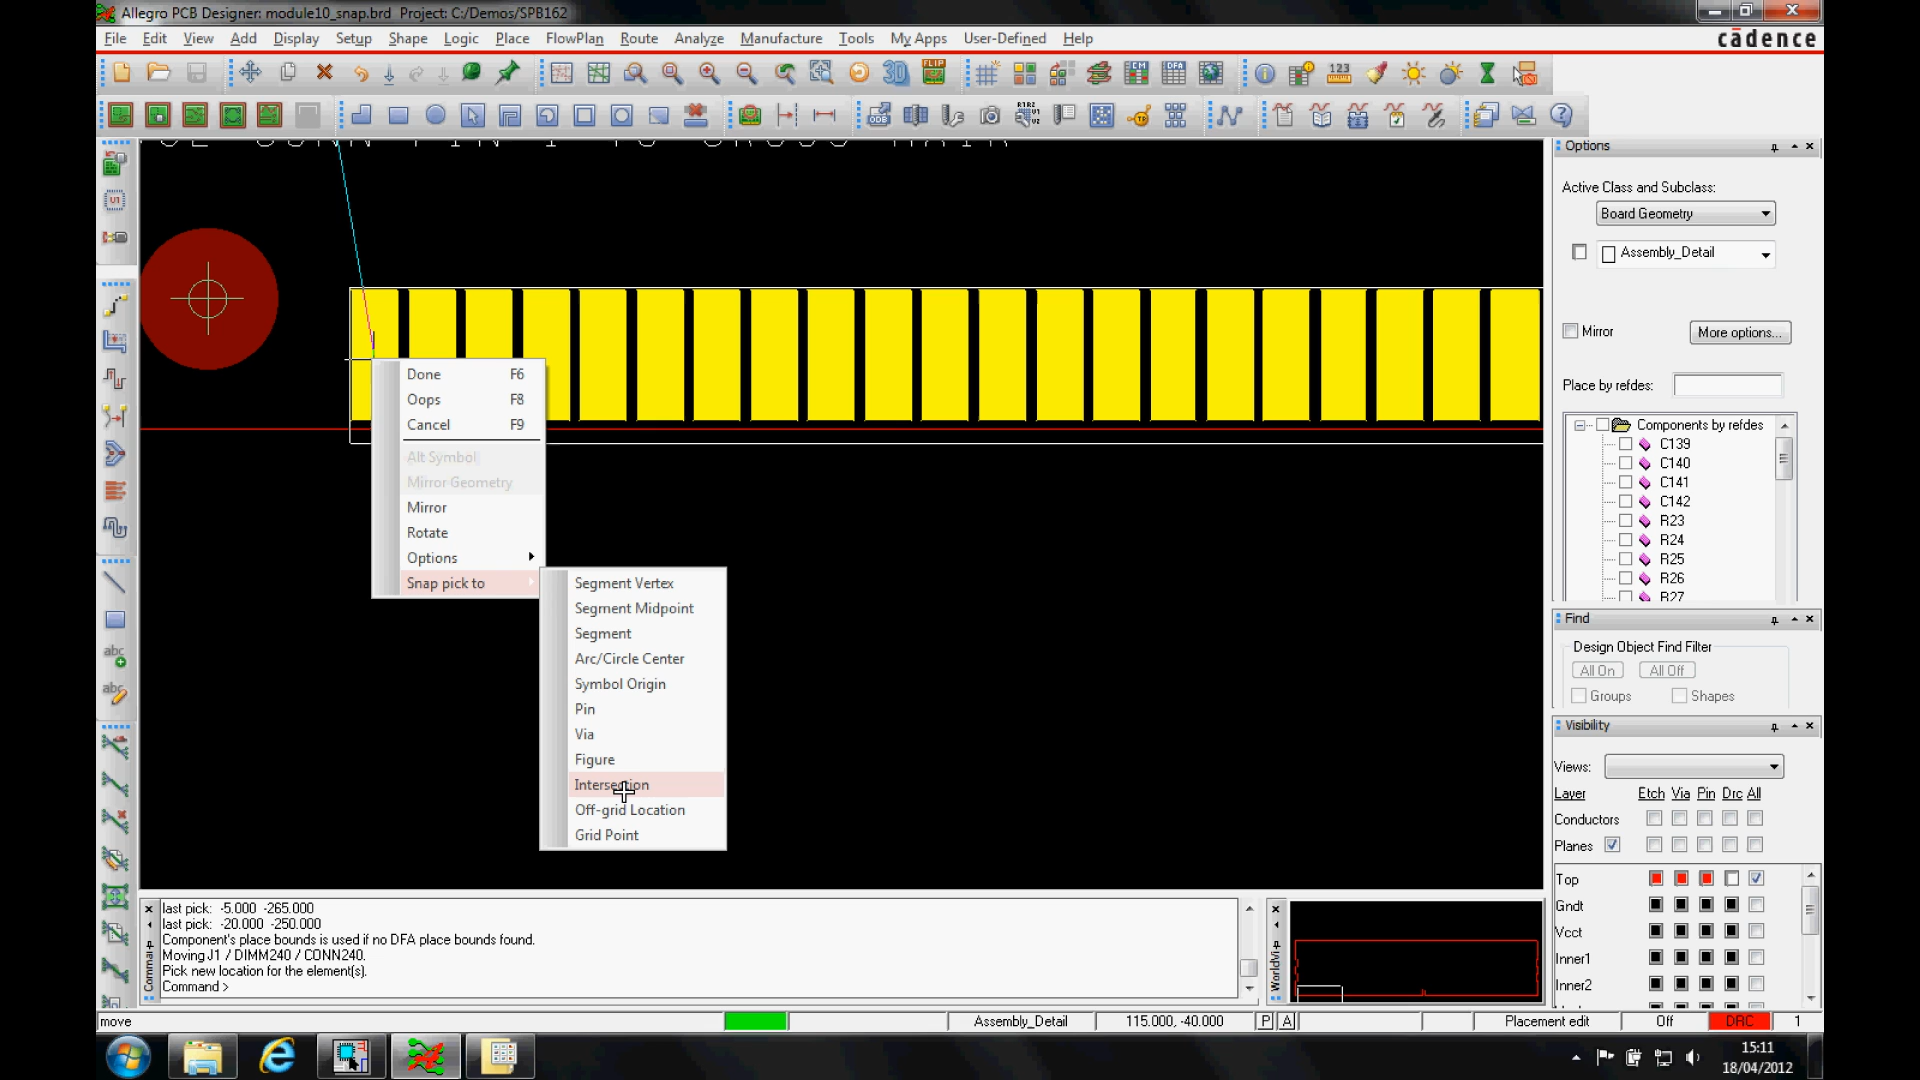 Allegro PCB Designer: module10_snap.brd Project: C:/Demos/SPB162
File Edit View Add Display Setup Shape Logic Place FlowPlan Route Analyze Manufacture Tools My Apps User-Defined Help
cādence
Options
Active Class and Subclass:
Board Geometry
Assembly_Detail
Mirror
More options...
Place by refdes:
Components by refdes
C139
C140
C141
C142
R23
R24
R25
R26
R27
Done F6
Oops F8
Cancel F9
Alt Symbol
Mirror Geometry
Mirror
Rotate
Options
Snap pick to
Segment Vertex
Segment Midpoint
Segment
Arc/Circle Center
Symbol Origin
Pin
Via
Figure
Intersection
Off-grid Location
Grid Point
Find
Design Object Find Filter
All On All Off
Groups Shapes
Visibility
Views:
Layer Etch Via Pin Drc All
Conductors
Planes
Top
Gndt
Vcct
Inner1
Inner2
last pick: -5.000 -265.000
last pick: -20.000 -250.000
Component's place bounds is used if no DFA place bounds found.
Moving J1 / DIMM240 / CONN240.
Pick new location for the element(s).
Command >
move Assembly_Detail 115.000, -40.000 P A Placement edit Off DRC 1
15:11
18/04/2012